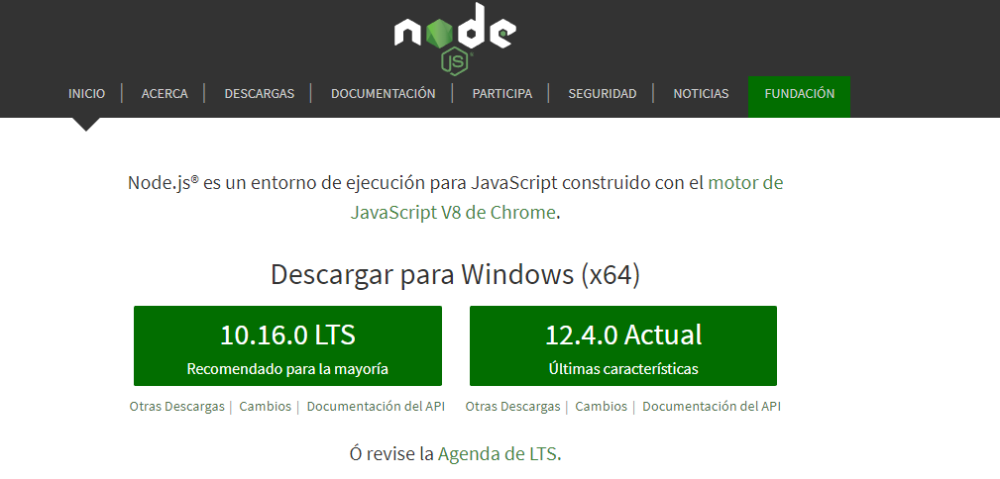 node
JS
INICIO | ACERCA | DESCARGAS | DOCUMENTACIÓN | PARTICIPA | SEGURIDAD | NOTICIAS FUNDACIÓN
Node.js® es un entorno de ejecución para JavaScript construido con el motor de
JavaScript V8 de Chrome.
Descargar para Windows (x64)
10.16.0 LTS
Recomendado para la mayoría
12.4.0 Actual
Últimas características
Otras Descargas | Cambios | Documentación del API
Otras Descargas | Cambios | Documentación del API
Ó revise la Agenda de LTS.